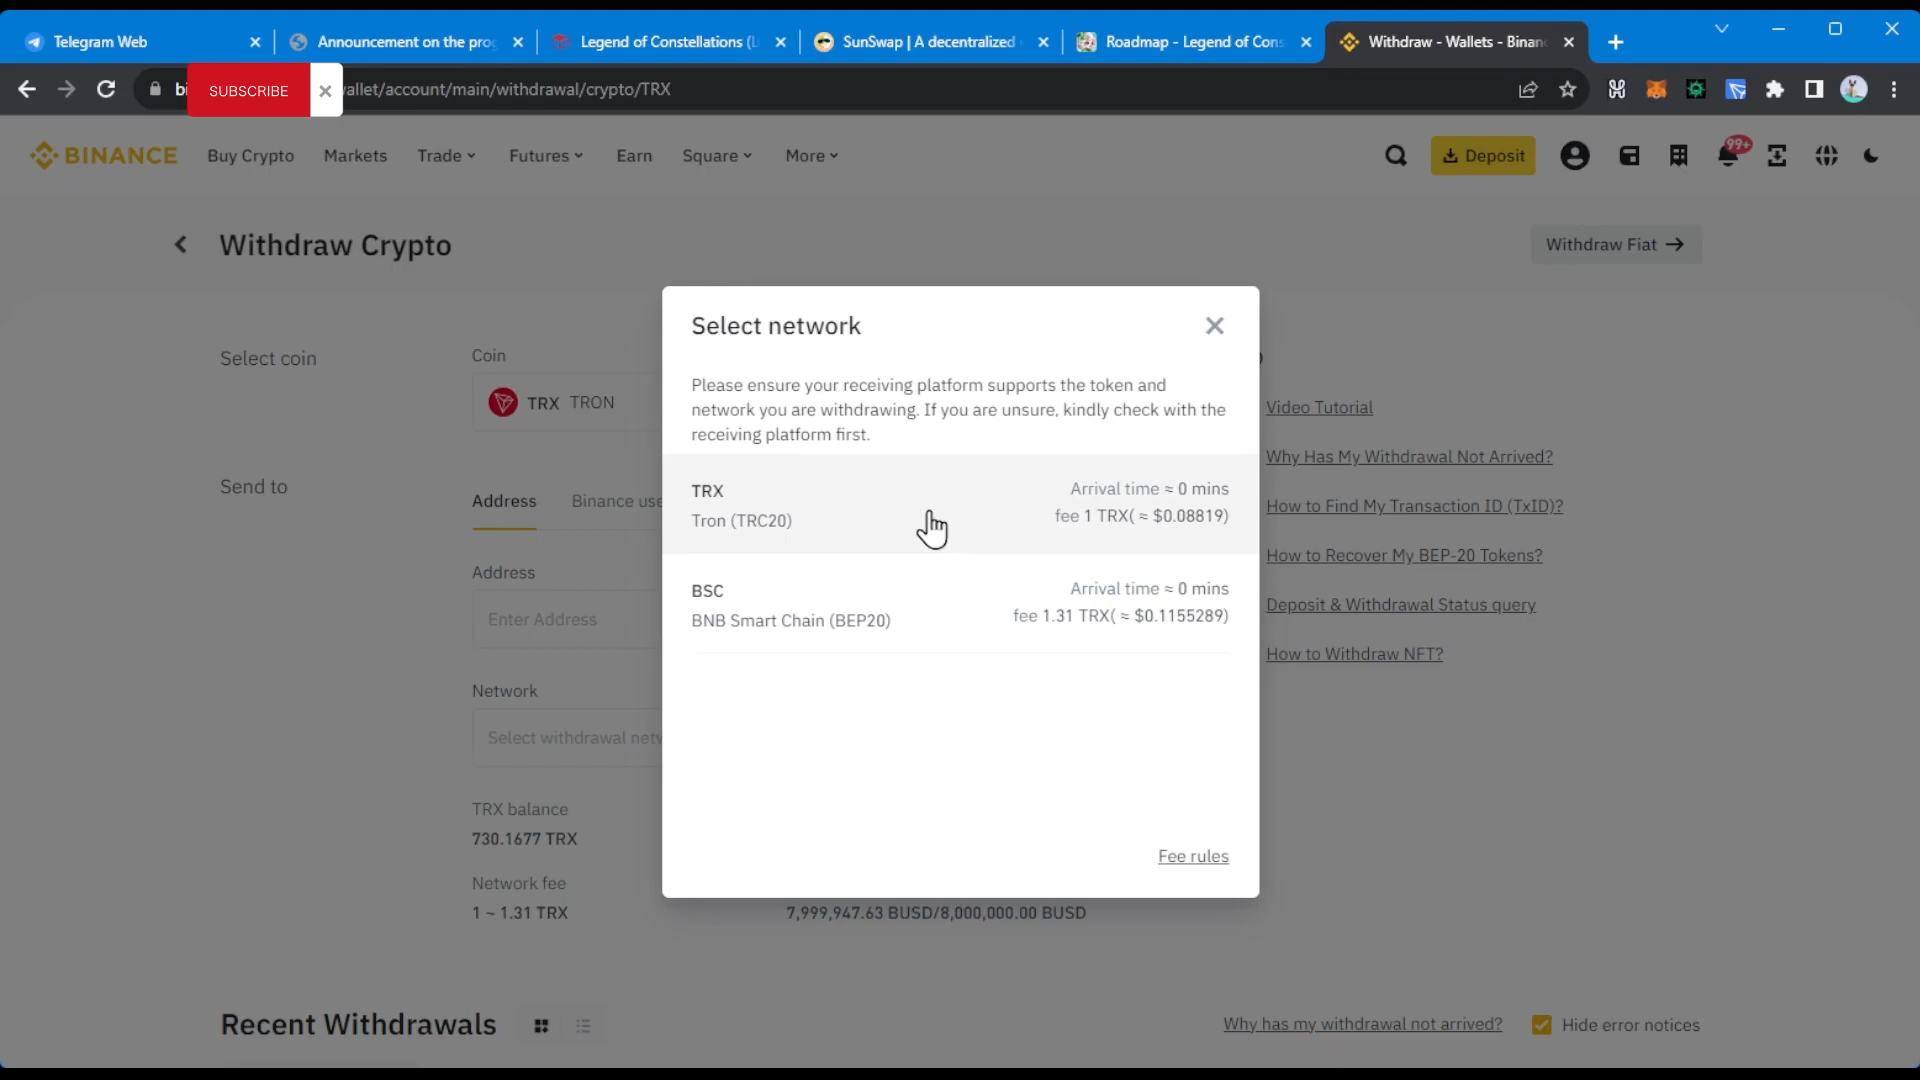 Telegram Web
Announcement on the prog
Legend of Constellations (L
SunSwap | A decentralized
Roadmap - Legend of Cons
Withdraw - Wallets - Binan
bi
SUBSCRIBE
allet/account/main/withdrawal/crypto/TRX
BINANCE
Buy Crypto
Markets
Trade
Futures
Earn
Square
More
Deposit
99+
Withdraw Crypto
Withdraw Fiat
Select network
Please ensure your receiving platform supports the token and
network you are withdrawing. If you are unsure, kindly check with the
receiving platform first.
TRX
Tron (TRC20)
Arrival time ≈ 0 mins
fee 1 TRX( ≈ $0.08819)
BSC
BNB Smart Chain (BEP20)
Arrival time ≈ 0 mins
fee 1.31 TRX( ≈ $0.1155289)
Fee rules
Select coin
Coin
TRX TRON
Send to
Address
Binance use
Address
Enter Address
Network
Select withdrawal netw
TRX balance
730.1677 TRX
Network fee
1 ~ 1.31 TRX
7,999,947.63 BUSD/8,000,000.00 BUSD
Video Tutorial
Why Has My Withdrawal Not Arrived?
How to Find My Transaction ID (TxID)?
How to Recover My BEP-20 Tokens?
Deposit & Withdrawal Status query
How to Withdraw NFT?
Recent Withdrawals
Why has my withdrawal not arrived?
Hide error notices